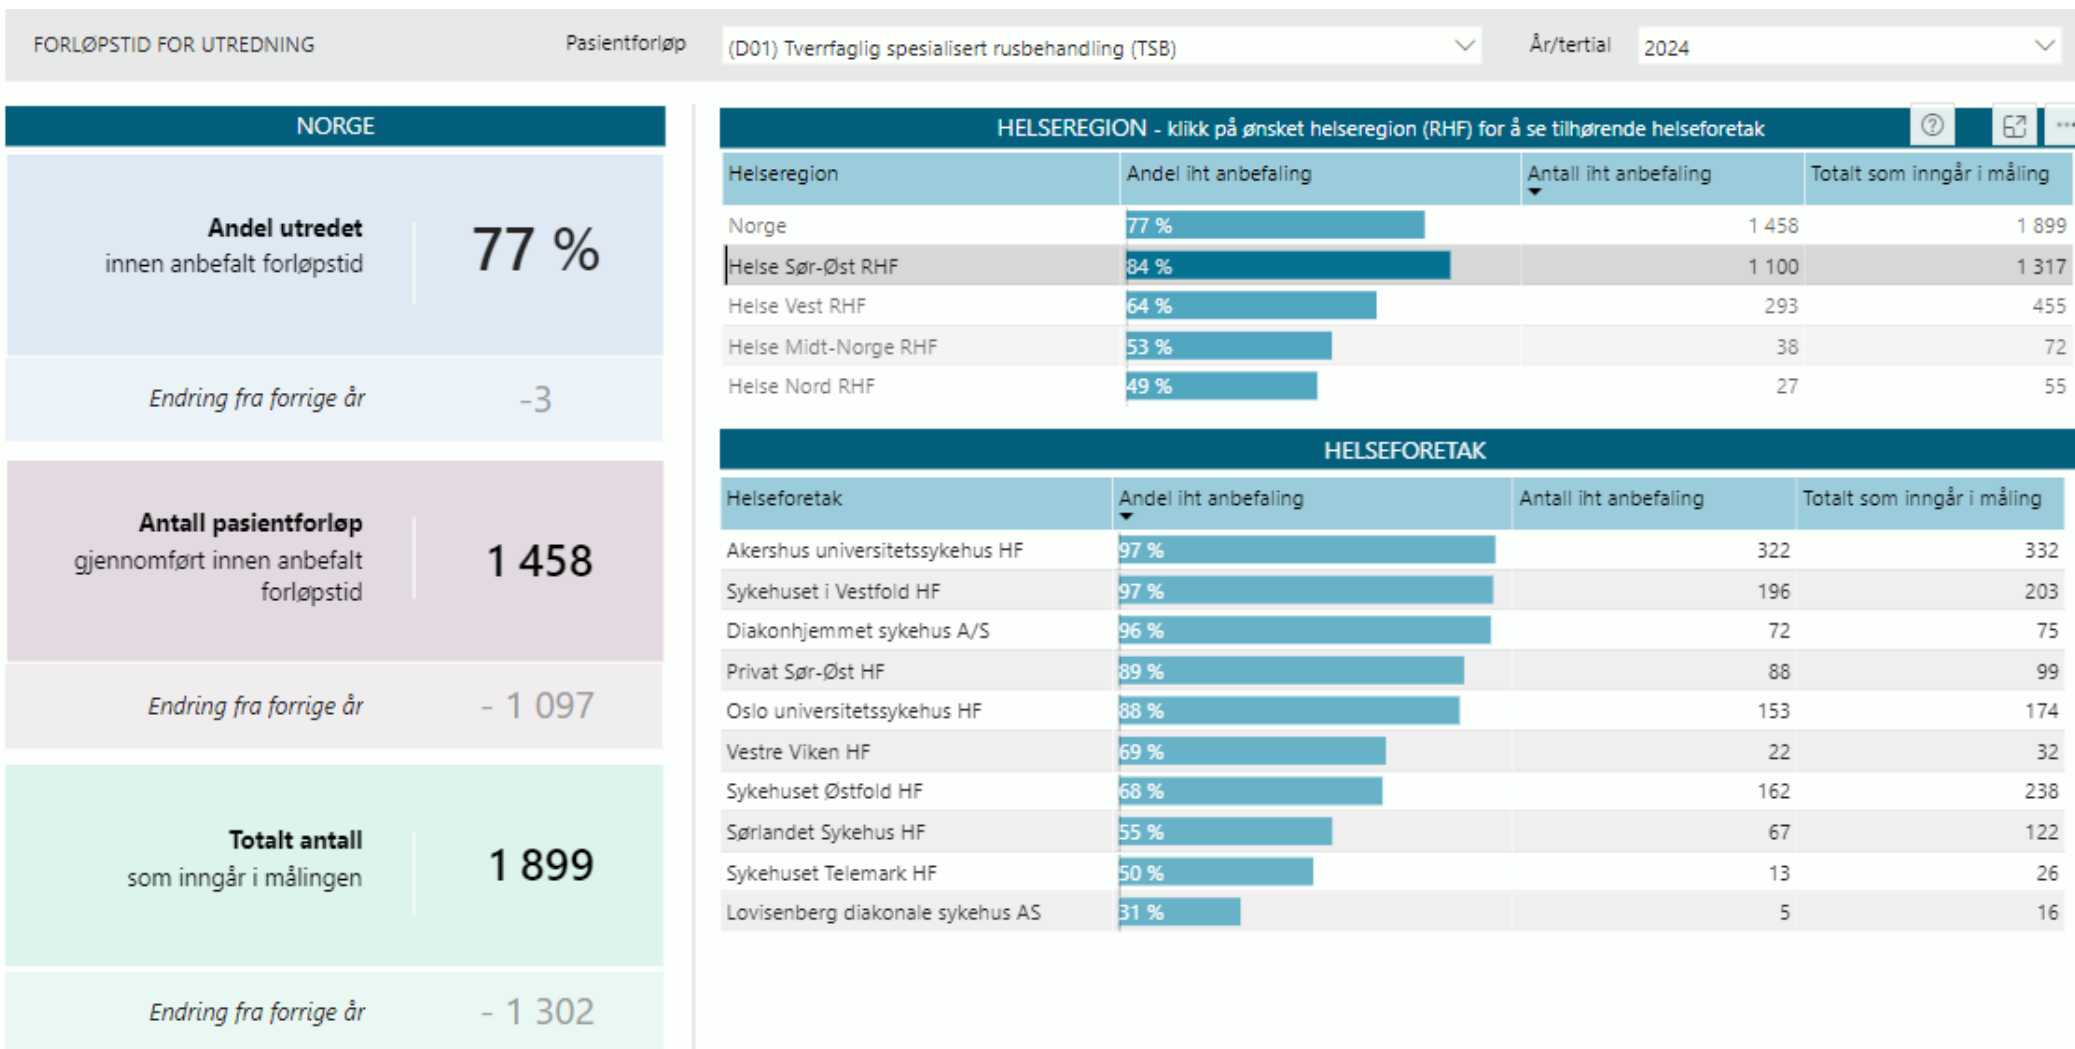 FORLØPSTID FOR UTREDNING Pasientforløp (D01) Tverrfaglig spesialisert rusbehandling (TSB) År/tertial 2024
NORGE
Andel utredet
innen anbefalt forløpstid
77 %
Endring fra forrige år -3
Antall pasientforløp
gjennomført innen anbefalt
forløpstid
1 458
Endring fra forrige år - 1 097
Totalt antall
som inngår i målingen
1 899
Endring fra forrige år - 1 302
HELSEREGION - klikk på ønsket helseregion (RHF) for å se tilhørende helseforetak
Helseregion Andel iht anbefaling Antall iht anbefaling Totalt som inngår i måling
Norge 77 % 1 458 1 899
Helse Sør-Øst RHF 84 % 1 100 1 317
Helse Vest RHF 64 % 293 455
Helse Midt-Norge RHF 53 % 38 72
Helse Nord RHF 49 % 27 55
HELSEFORETAK
Helseforetak Andel iht anbefaling Antall iht anbefaling Totalt som inngår i måling
Akershus universitetssykehus HF 97 % 322 332
Sykehuset i Vestfold HF 97 % 196 203
Diakonhjemmet sykehus A/S 96 % 72 75
Privat Sør-Øst HF 89 % 88 99
Oslo universitetssykehus HF 88 % 153 174
Vestre Viken HF 69 % 22 32
Sykehuset Østfold HF 68 % 162 238
Sørlandet Sykehus HF 55 % 67 122
Sykehuset Telemark HF 50 % 13 26
Lovisenberg diakonale sykehus AS 31 % 5 16